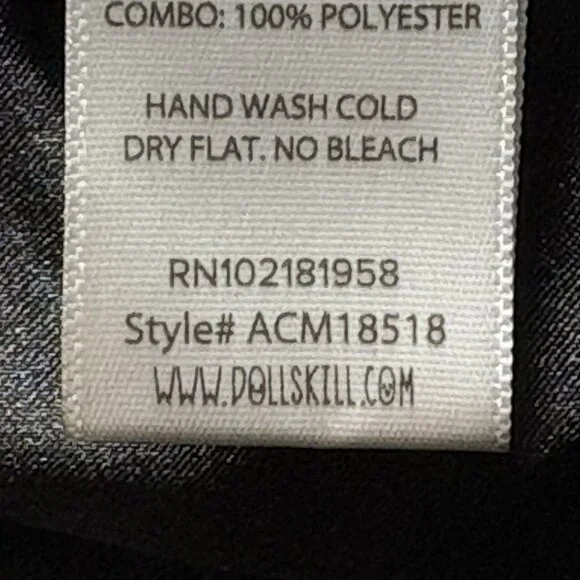 COMBO: 100% POLYESTER
HAND WASH COLD
DRY FLAT. NO BLEACH
RN102181958
Style# ACM18518
WWW.DOLLSKILL.COM